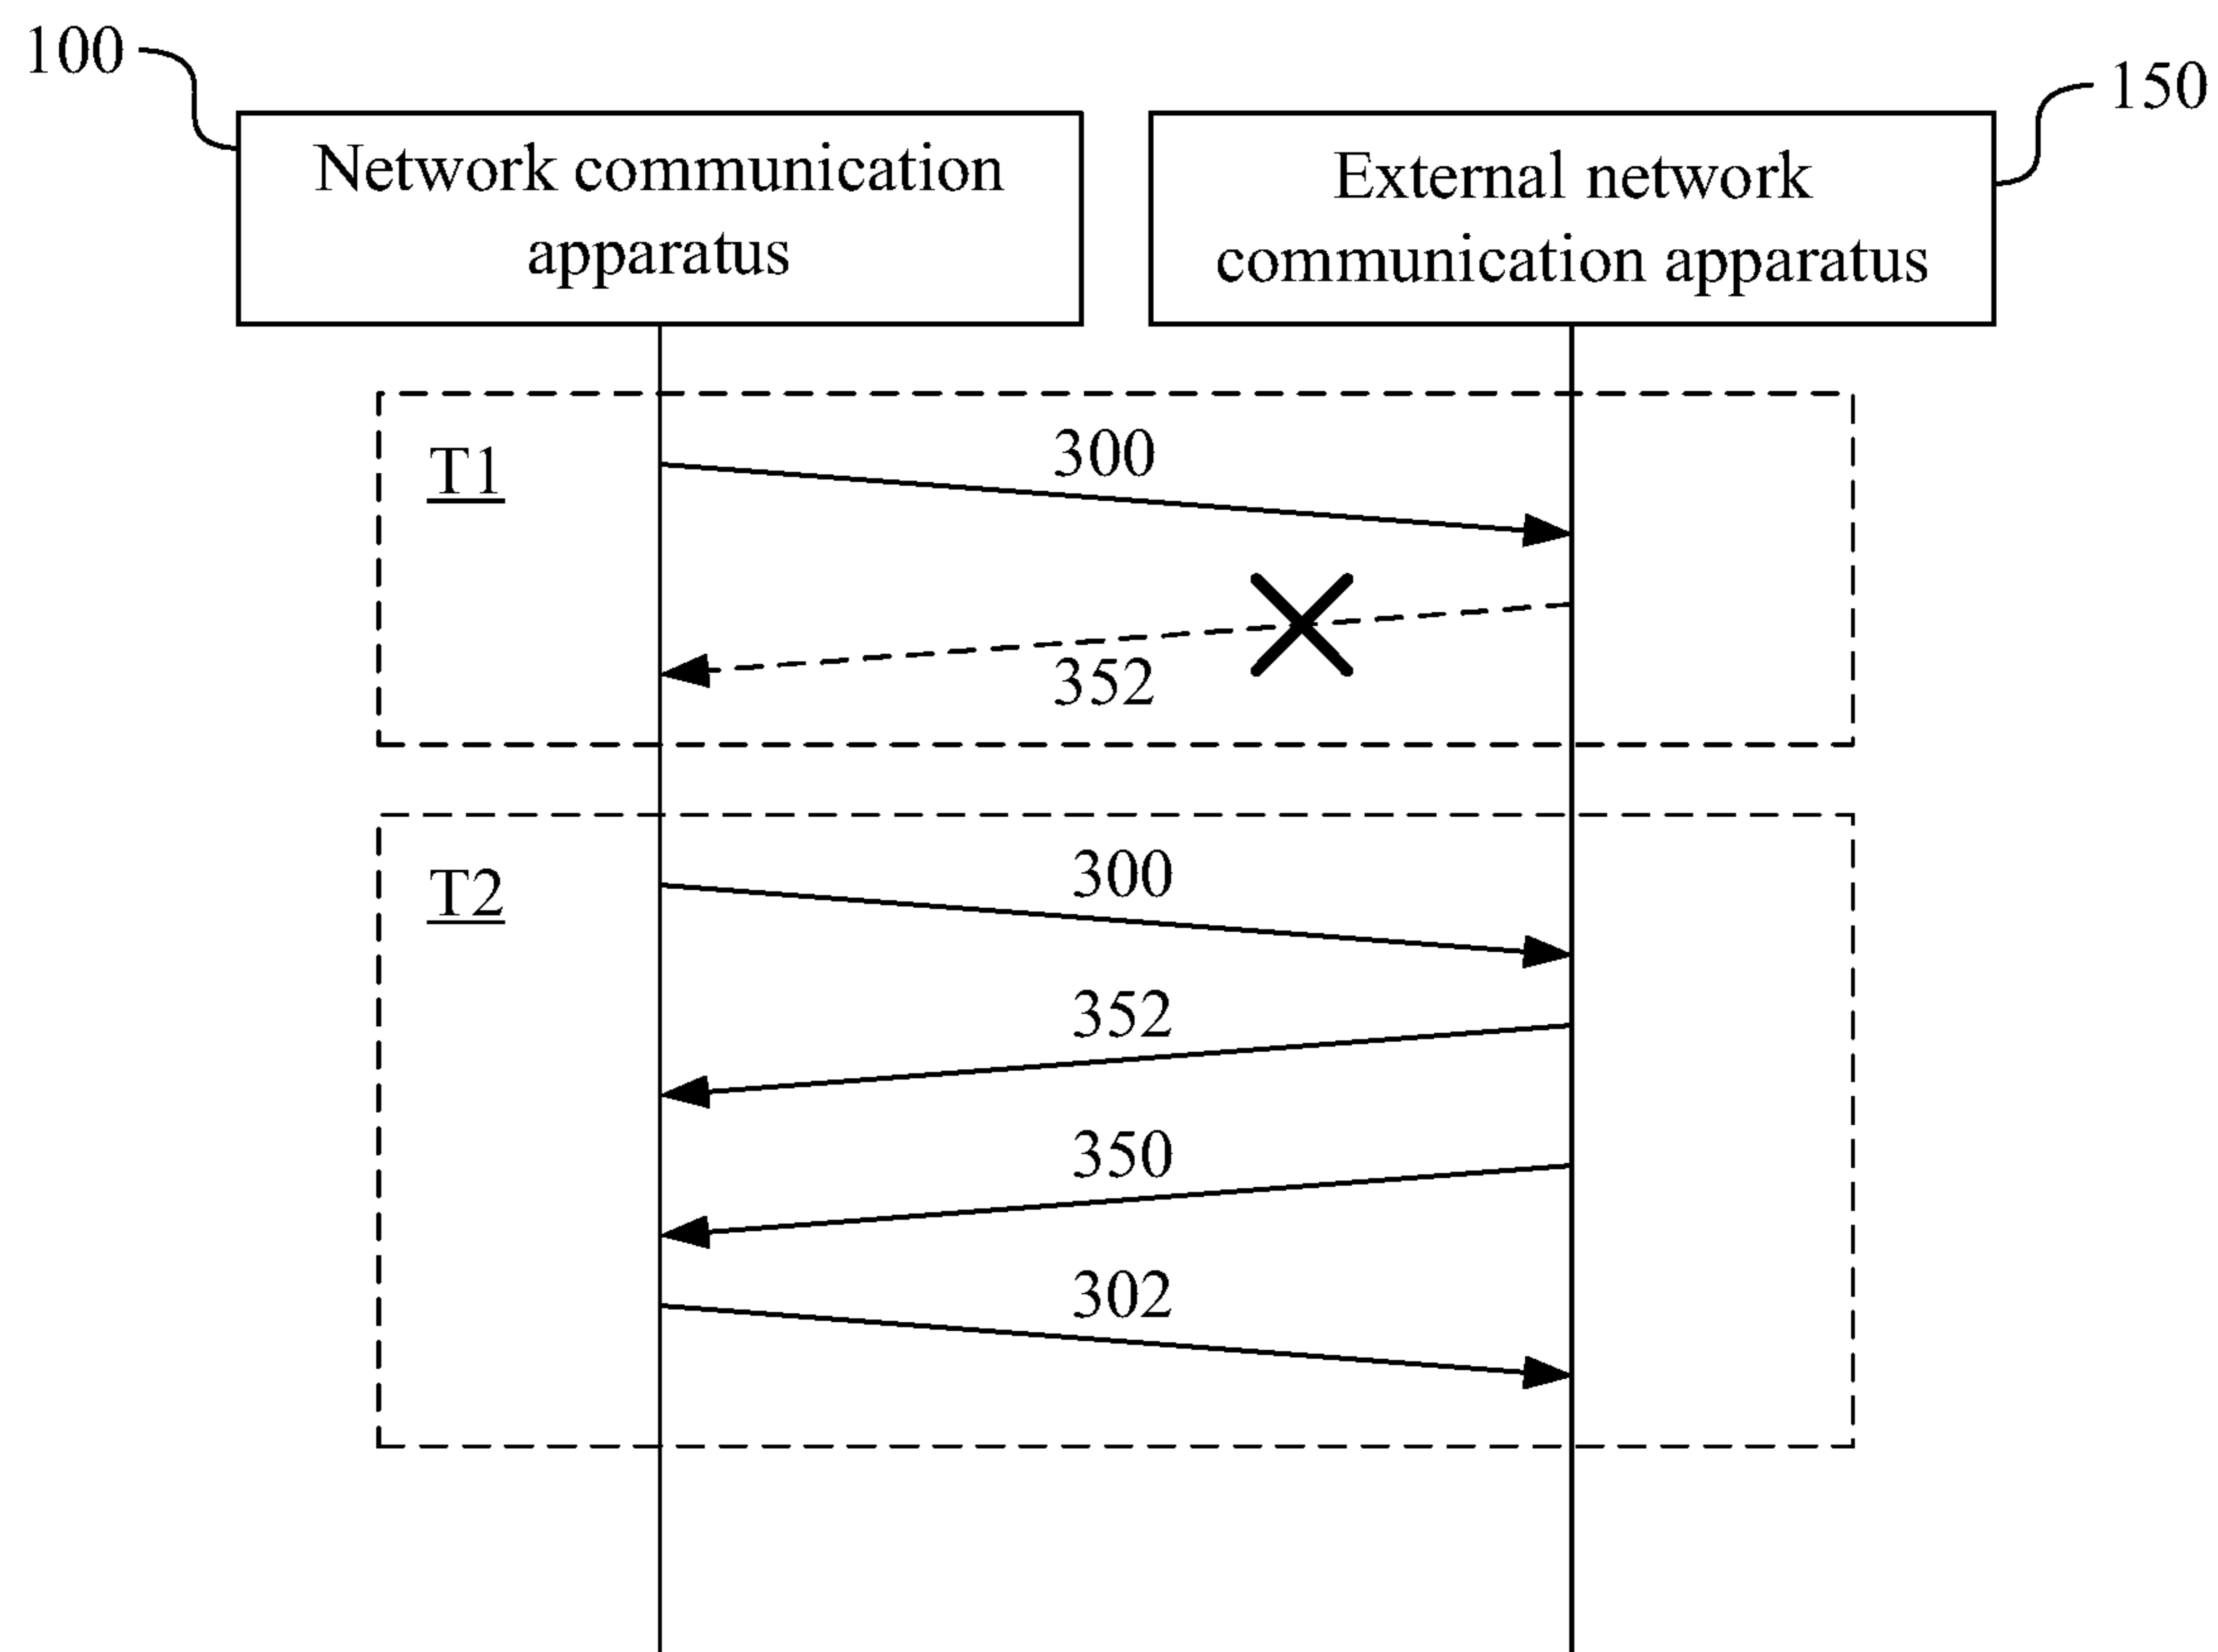 100
150
Network communication
apparatus
External network
communication apparatus
T1
300
352
T2
300
352
350
302